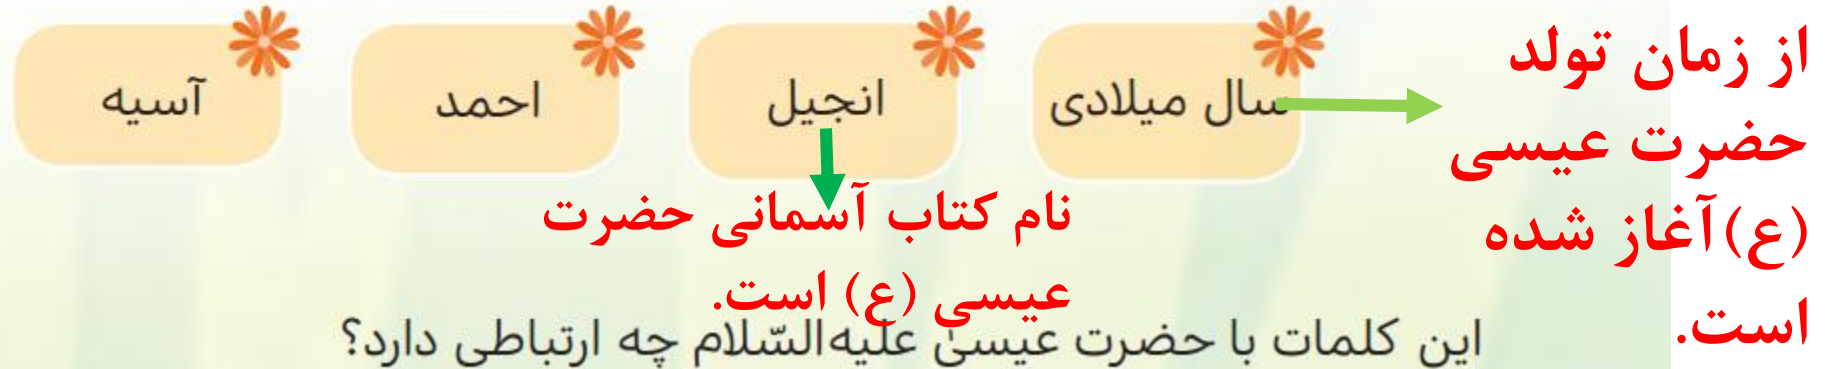 سال میلادی
انجیل
احمد
آسیه
از زمان تولد
حضرت عیسی
(ع)آغاز شده
است.
نام کتاب آسمانی حضرت
عیسی (ع) است.
این کلمات با حضرت عیسیٰ علیه‌السّلام چه ارتباطی دارد؟